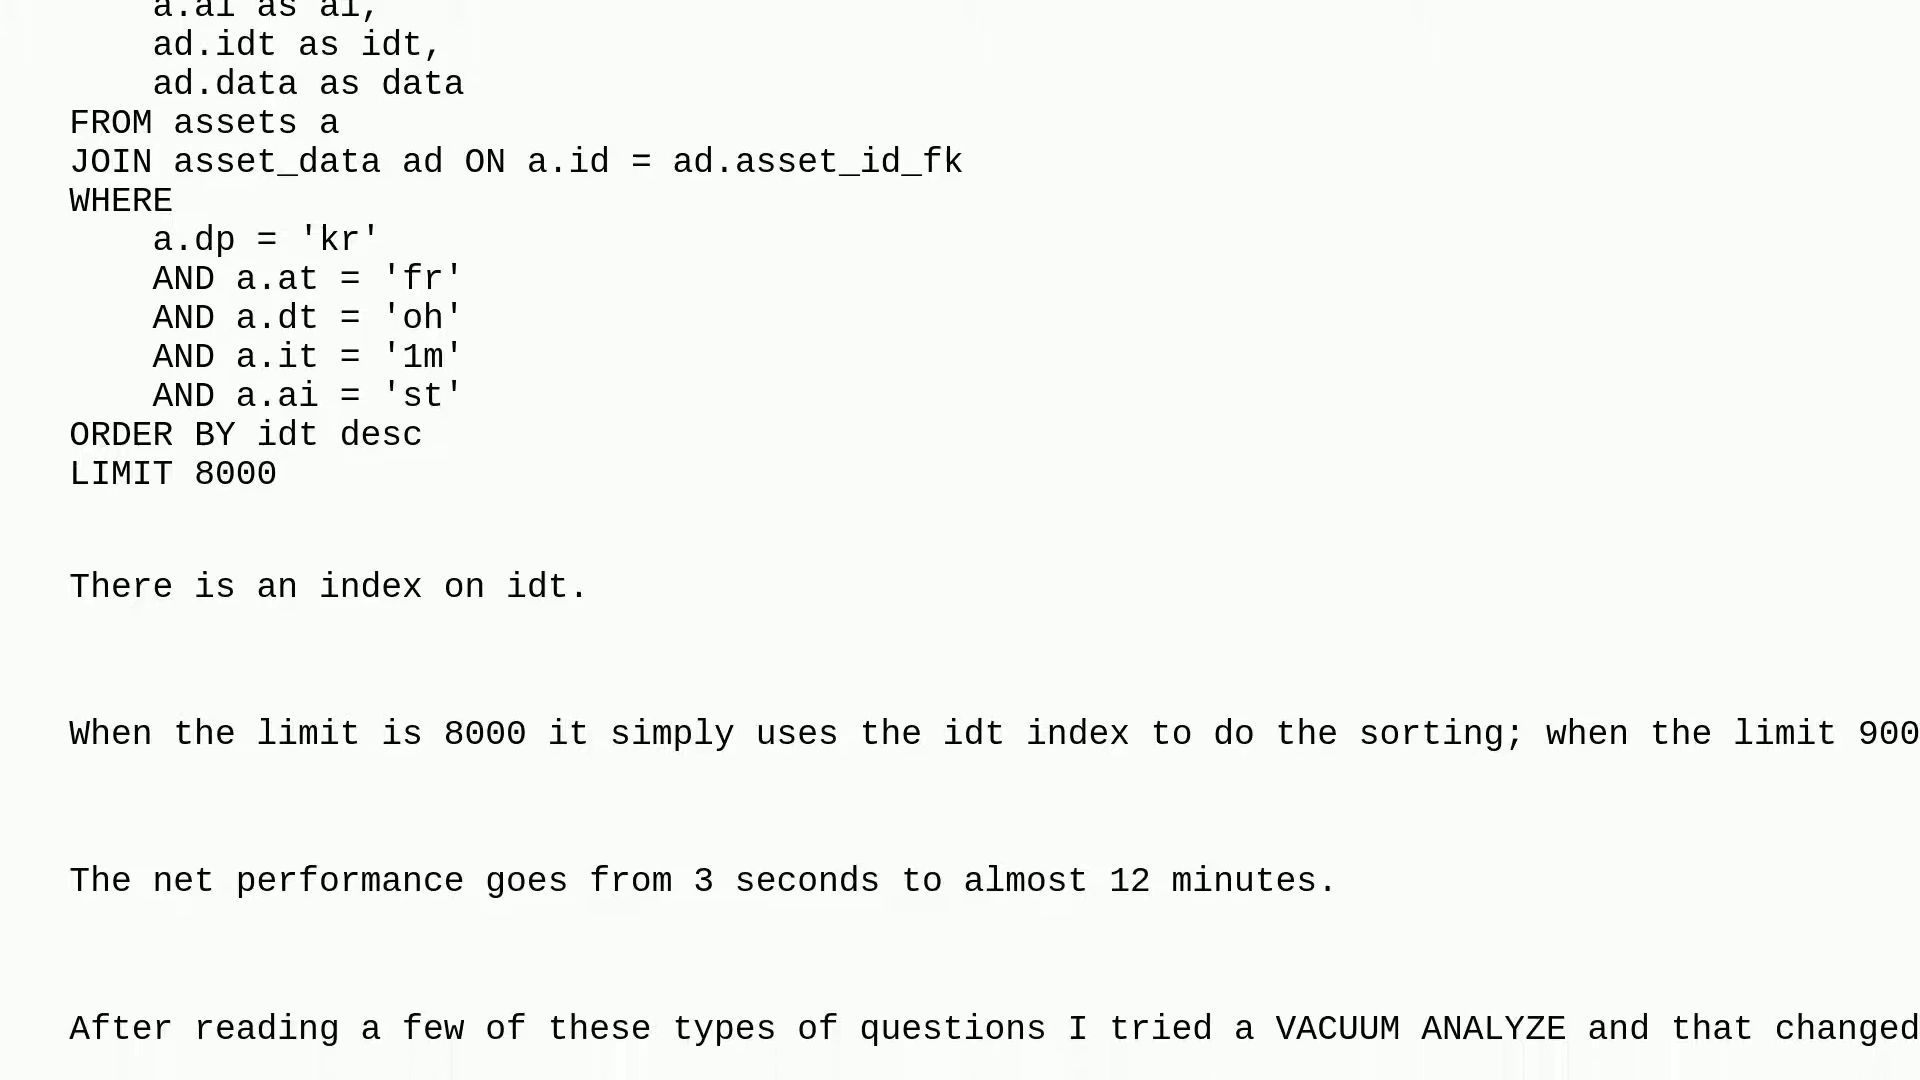 a.ai as ai,
ad.idt as idt,
ad.data as data
FROM assets a
JOIN asset_data ad ON a.id = ad.asset_id_fk
WHERE
a.dp = 'kr'
AND a.at = 'fr'
AND a.dt = 'oh'
AND a.it = '1m'
AND a.ai = 'st'
ORDER BY idt desc
LIMIT 8000
There is an index on idt.
When the limit is 8000 it simply uses the idt index to do the sorting; when the limit 900
The net performance goes from 3 seconds to almost 12 minutes.
After reading a few of these types of questions I tried a VACUUM ANALYZE and that changed